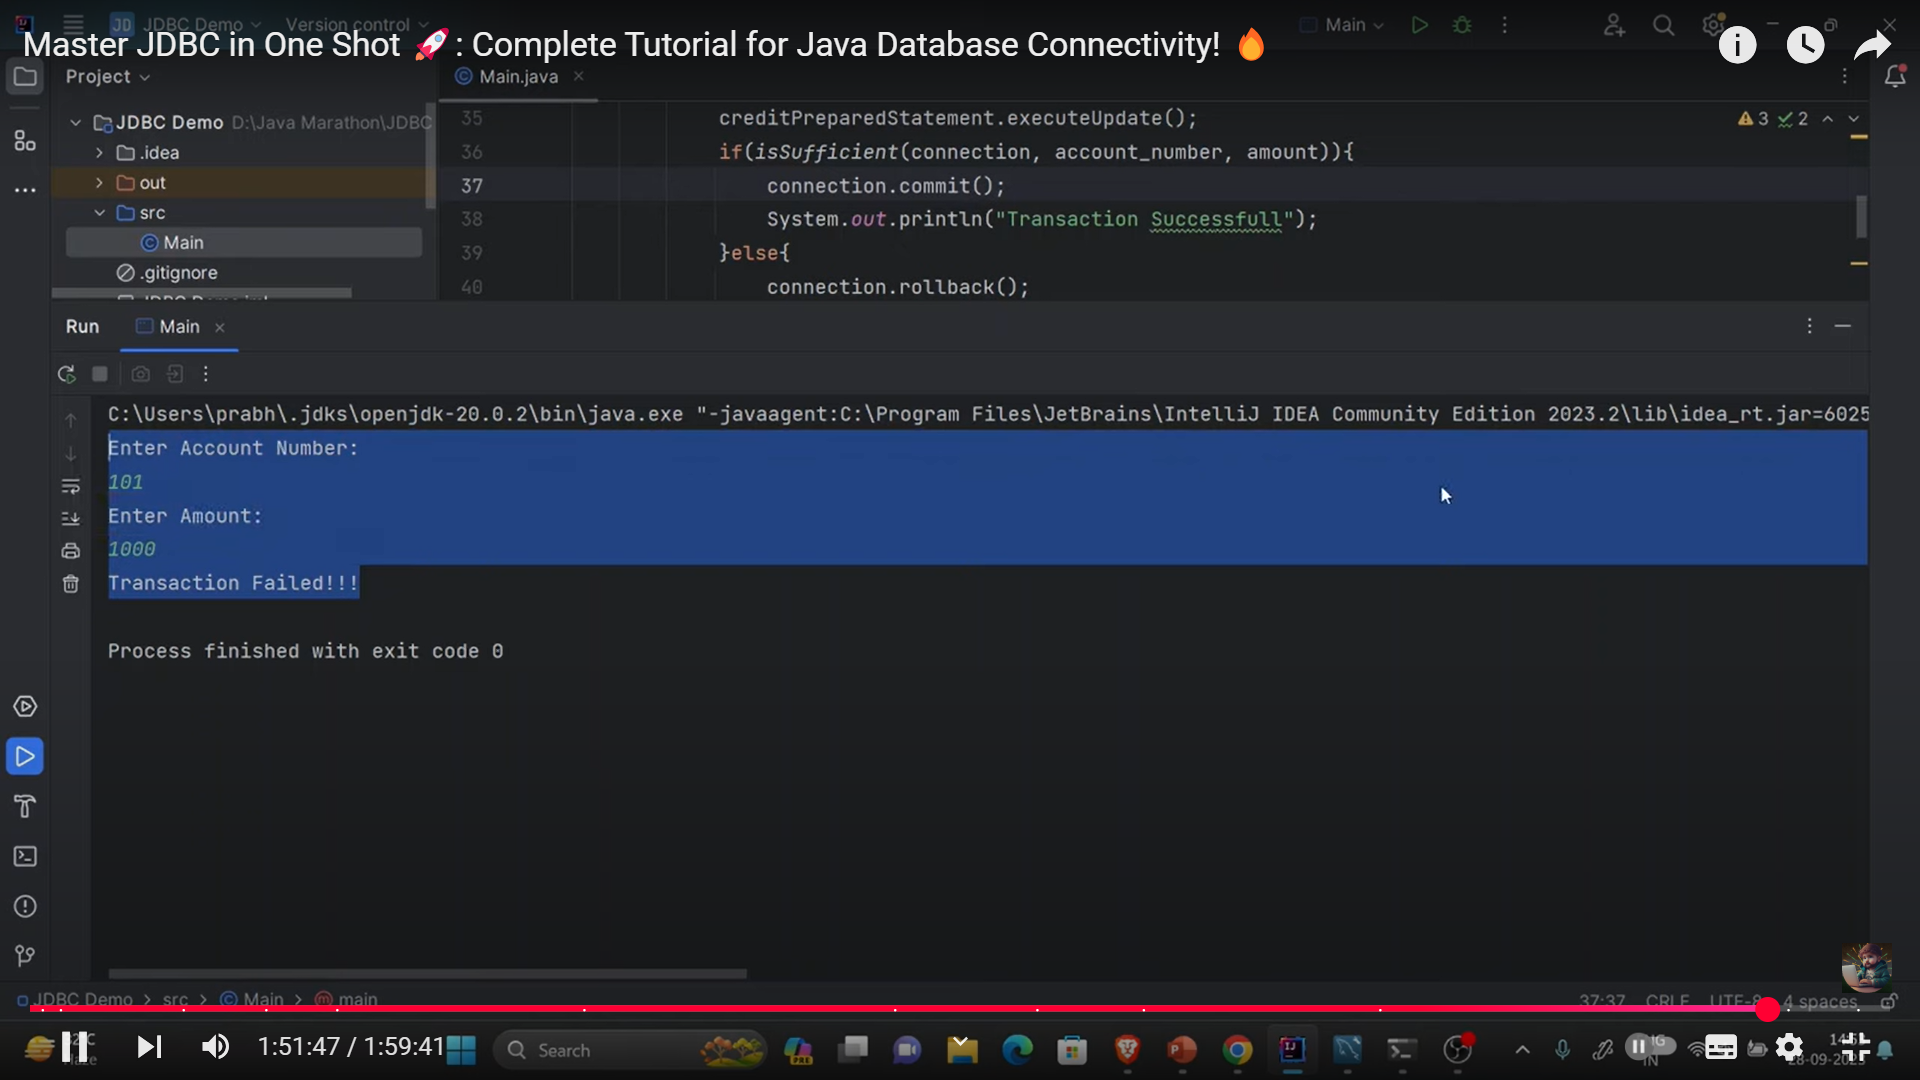 JD JDBC Demo Version control Main
Master JDBC in One Shot 🚀: Complete Tutorial for Java Database Connectivity! 🔥
Project
Main.java
JDBC Demo D:\Java Marathon\JDBC
.idea
out
src
Main
.gitignore
35 creditPreparedStatement.executeUpdate();
36 if(isSufficient(connection, account_number, amount)){
37 connection.commit();
38 System.out.println("Transaction Successfull");
39 }else{
40 connection.rollback();
3 2
Run Main
C:\Users\prabh\.jdks\openjdk-20.0.2\bin\java.exe "-javaagent:C:\Program Files\JetBrains\IntelliJ IDEA Community Edition 2023.2\lib\idea_rt.jar=6025
Enter Account Number:
101
Enter Amount:
1000
Transaction Failed!!!
Process finished with exit code 0
JDBC Demo > src > Main > main
37:37 CRLF UTF-8 4 spaces
1:51:47 / 1:59:41
Search